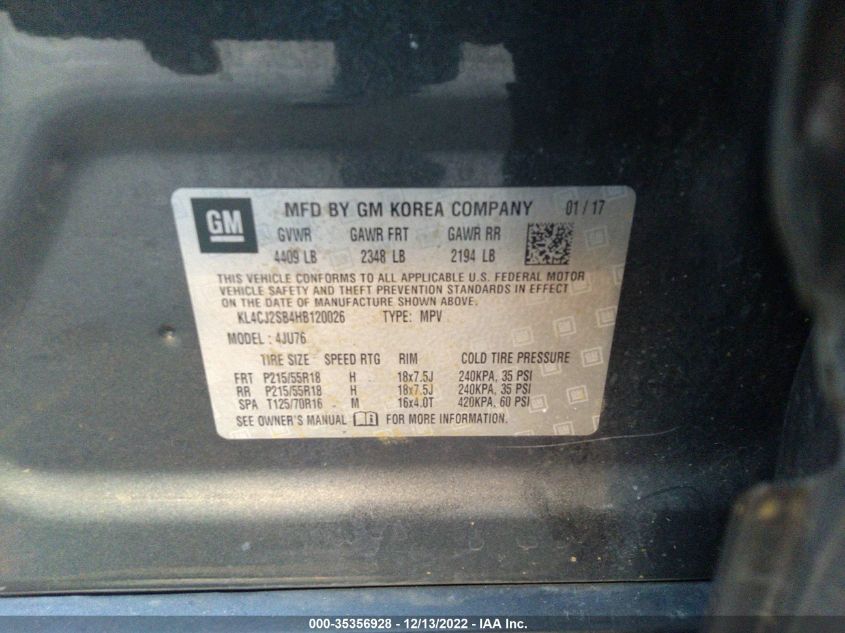 GM MFD BY GM KOREA COMPANY 01 / 17
GVWR GAWR FRT GAWR RR
4409 LB 2348 LB 2194 LB
THIS VEHICLE CONFORMS TO ALL APPLICABLE U.S. FEDERAL MOTOR
VEHICLE SAFETY AND THEFT PREVENTION STANDARDS IN EFFECT
ON THE DATE OF MANUFACTURE SHOWN ABOVE.
KL4CJ2SB4HB120026 TYPE: MPV
MODEL : 4JU76
TIRE SIZE SPEED RTG RIM COLD TIRE PRESSURE
FRT P215/55R18 H 18x7.5J 240KPA, 35 PSI
RR P215/55R18 H 18x7.5J 240KPA, 35 PSI
SPA T125/70R16 M 16x4.0T 420KPA, 60 PSI
SEE OWNER'S MANUAL FOR MORE INFORMATION.
000-35356928 - 12/13/2022 - IAA Inc.